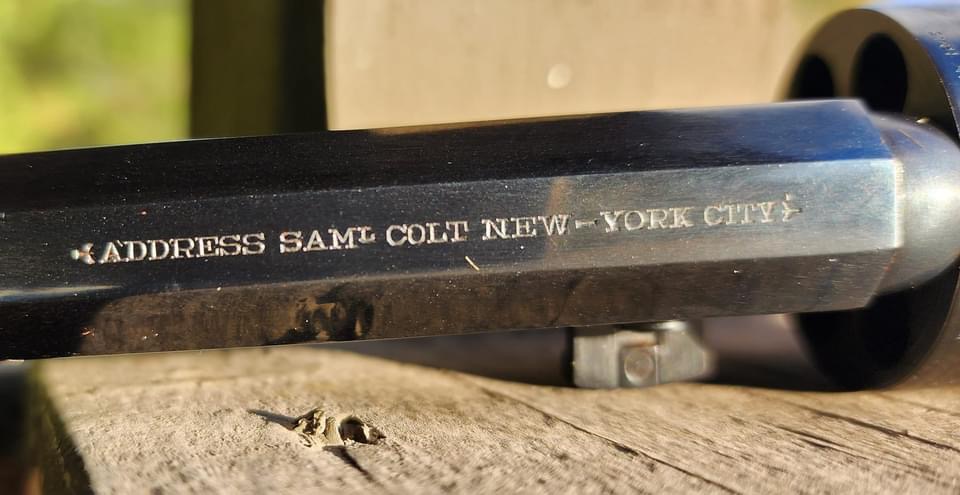 ADDRESS SAMᴸ COLT NEW-YORK CITY